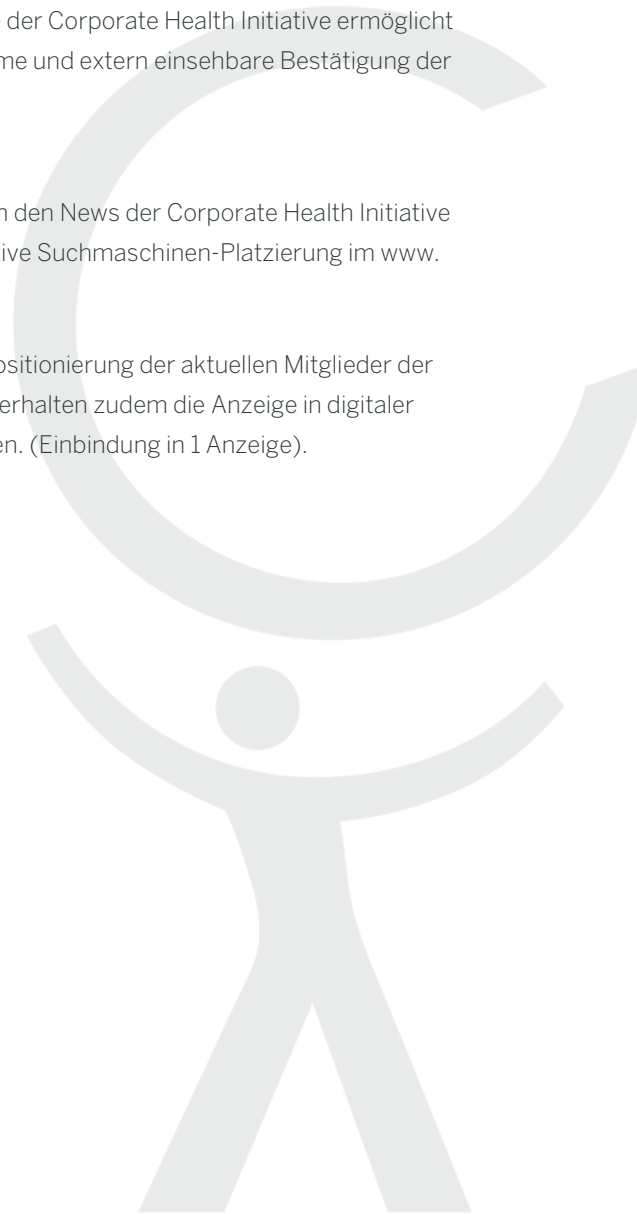 der Corporate Health Initiative ermöglicht
me und extern einsehbare Bestätigung der
den News der Corporate Health Initiative
ive Suchmaschinen-Platzierung im www.
ositionierung der aktuellen Mitglieder der
erhalten zudem die Anzeige in digitaler
en. (Einbindung in 1 Anzeige).